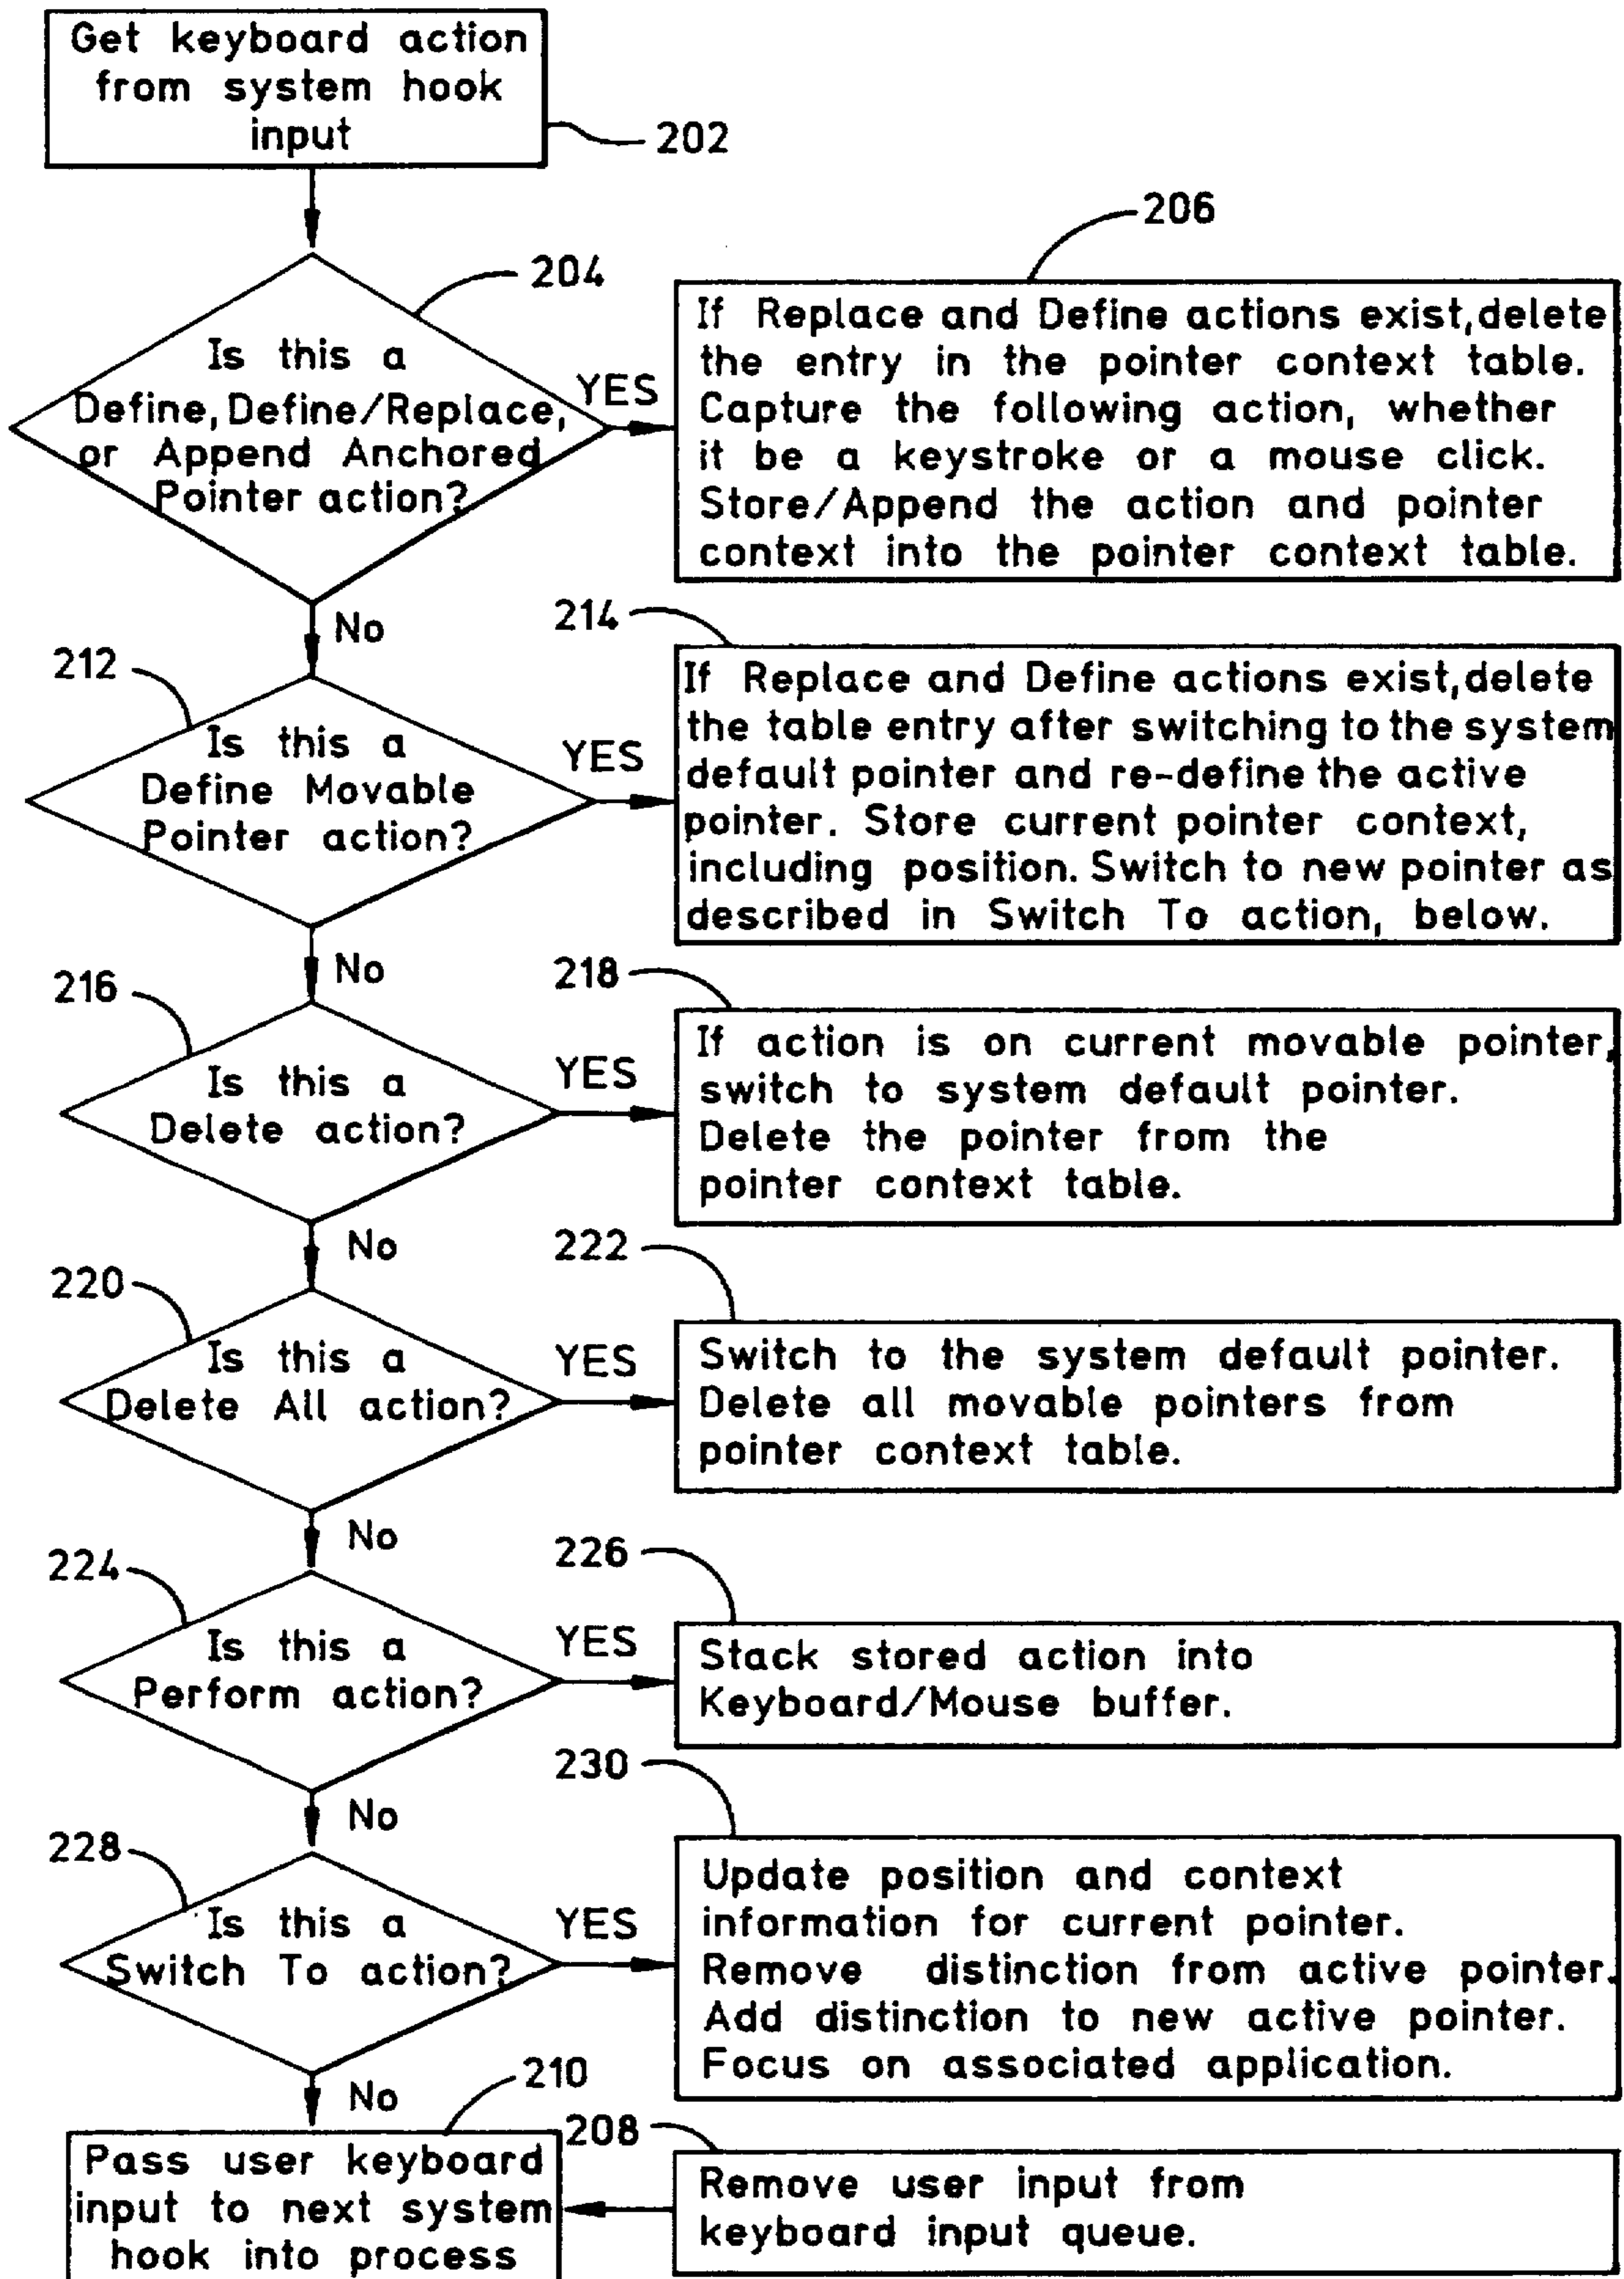 Get keyboard action
from system hook
input
202
204
Is this a
Define, Define/Replace,
or Append Anchored
Pointer action?
YES
206
If Replace and Define actions exist, delete
the entry in the pointer context table.
Capture the following action, whether
it be a keystroke or a mouse click.
Store/Append the action and pointer
context into the pointer context table.
No
212
Is this a
Define Movable
Pointer action?
YES
214
If Replace and Define actions exist, delete
the table entry after switching to the system
default pointer and re-define the active
pointer. Store current pointer context,
including position. Switch to new pointer as
described in Switch To action, below.
No
216
Is this a
Delete action?
YES
218
If action is on current movable pointer,
switch to system default pointer.
Delete the pointer from the
pointer context table.
No
220
Is this a
Delete All action?
YES
222
Switch to the system default pointer.
Delete all movable pointers from
pointer context table.
No
224
Is this a
Perform action?
YES
226
Stack stored action into
Keyboard/Mouse buffer.
No
228
Is this a
Switch To action?
YES
230
Update position and context
information for current pointer.
Remove distinction from active pointer.
Add distinction to new active pointer.
Focus on associated application.
No
210
Pass user keyboard
input to next system
hook into process
208
Remove user input from
keyboard input queue.